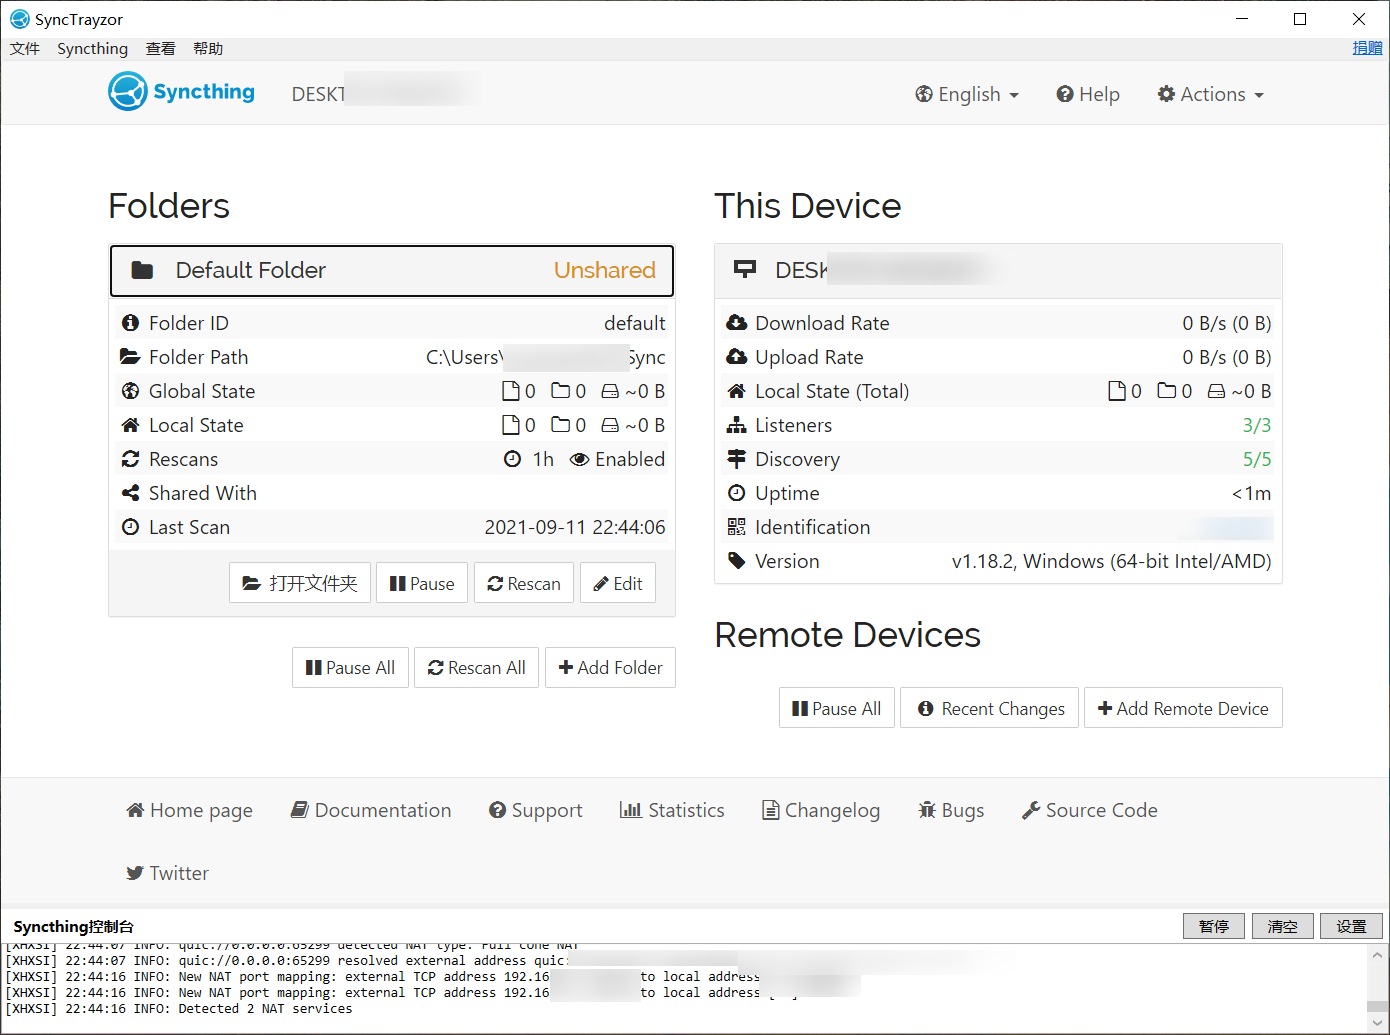 SyncTrayzor
文件 Syncthing 查看 帮助 捐赠
Syncthing DESKT English Help Actions
Folders
Default Folder Unshared
Folder ID default
Folder Path C:\Users\ Sync
Global State 0 0 ~0 B
Local State 0 0 ~0 B
Rescans 1h Enabled
Shared With
Last Scan 2021-09-11 22:44:06
打开文件夹 Pause Rescan Edit
Pause All Rescan All Add Folder
This Device
DESK
Download Rate 0 B/s (0 B)
Upload Rate 0 B/s (0 B)
Local State (Total) 0 0 ~0 B
Listeners 3/3
Discovery 5/5
Uptime <1m
Identification
Version v1.18.2, Windows (64-bit Intel/AMD)
Remote Devices
Pause All Recent Changes Add Remote Device
Home page Documentation Support Statistics Changelog Bugs Source Code
Twitter
Syncthing控制台 暂停 清空 设置
[XHXSI] 22:44:07 INFO: quic://0.0.0.0:65299 detected NAT type: Full cone NAT
[XHXSI] 22:44:07 INFO: quic://0.0.0.0:65299 resolved external address quic:
[XHXSI] 22:44:16 INFO: New NAT port mapping: external TCP address 192.16 to local address
[XHXSI] 22:44:16 INFO: New NAT port mapping: external TCP address 192.16 to local address
[XHXSI] 22:44:16 INFO: Detected 2 NAT services